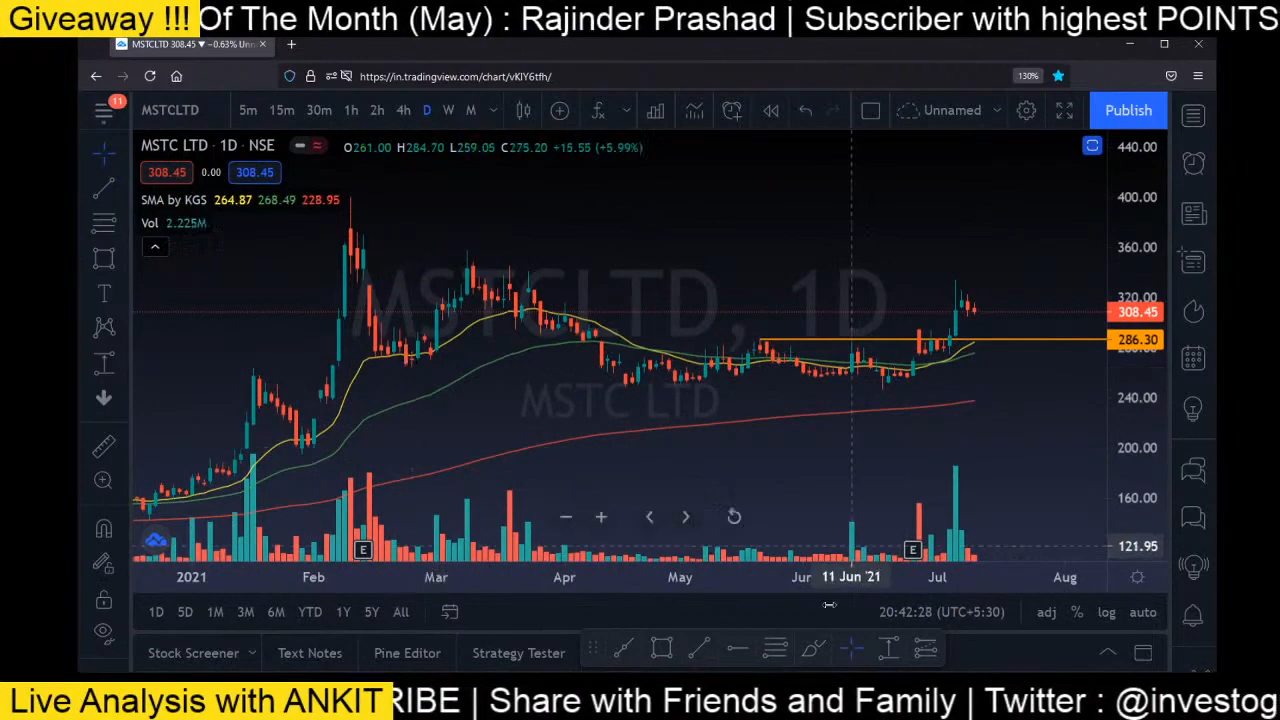 Giveaway !!! Of The Month (May) : Rajinder Prashad | Subscriber with highest POINTS
MSTCLTD 308.45 ▼ −0.63% Unn
https://in.tradingview.com/chart/vKlY6tfh/
130%
11
MSTCLTD
5m 15m 30m 1h 2h 4h D W M
Unnamed
Publish
MSTC LTD · 1D · NSE
O261.00 H284.70 L259.05 C275.20 +15.55 (+5.99%)
308.45 0.00 308.45
SMA by KGS 264.87 268.49 228.95
Vol 2.225M
MSTCLTD, 1D
MSTC LTD
440.00
400.00
360.00
320.00
308.45
286.30
240.00
200.00
160.00
121.95
E E
2021 Feb Mar Apr May Jun 11 Jun '21 Jul Aug
1D 5D 1M 3M 6M YTD 1Y 5Y All
20:42:28 (UTC+5:30) adj % log auto
Stock Screener Text Notes Pine Editor Strategy Tester
Live Analysis with ANKIT RIBE | Share with Friends and Family | Twitter : @investog